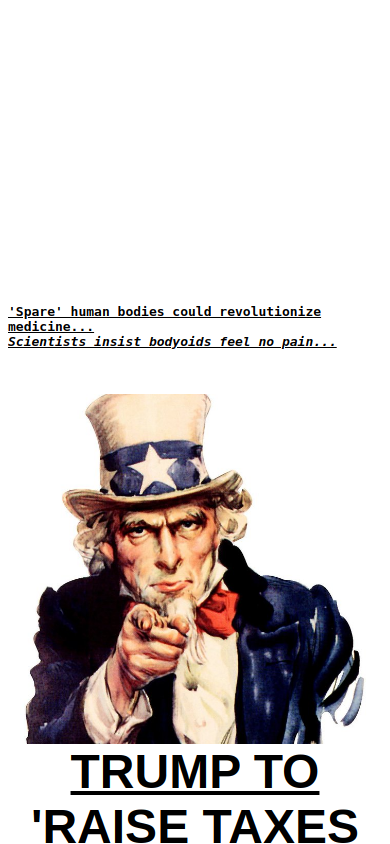 'Spare' human bodies could revolutionize
medicine...
Scientists insist bodyoids feel no pain...
TRUMP TO
'RAISE TAXES